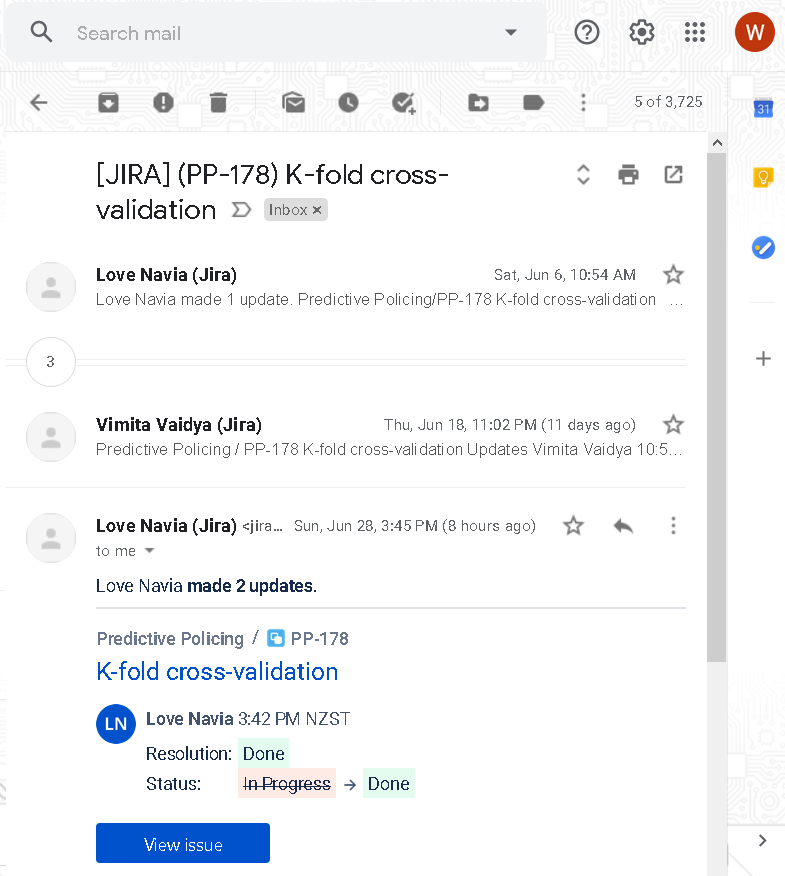 Search mail
W
5 of 3,725
31
[JIRA] (PP-178) K-fold cross-
validation Inbox ×
Love Navia (Jira) Sat, Jun 6, 10:54 AM
Love Navia made 1 update. Predictive Policing/PP-178 K-fold cross-validation ...
3
Vimita Vaidya (Jira) Thu, Jun 18, 11:02 PM (11 days ago)
Predictive Policing / PP-178 K-fold cross-validation Updates Vimita Vaidya 10:5...
Love Navia (Jira) <jira... Sun, Jun 28, 3:45 PM (8 hours ago)
to me
Love Navia made 2 updates.
Predictive Policing / PP-178
K-fold cross-validation
LN Love Navia 3:42 PM NZST
Resolution: Done
Status: In Progress → Done
View issue